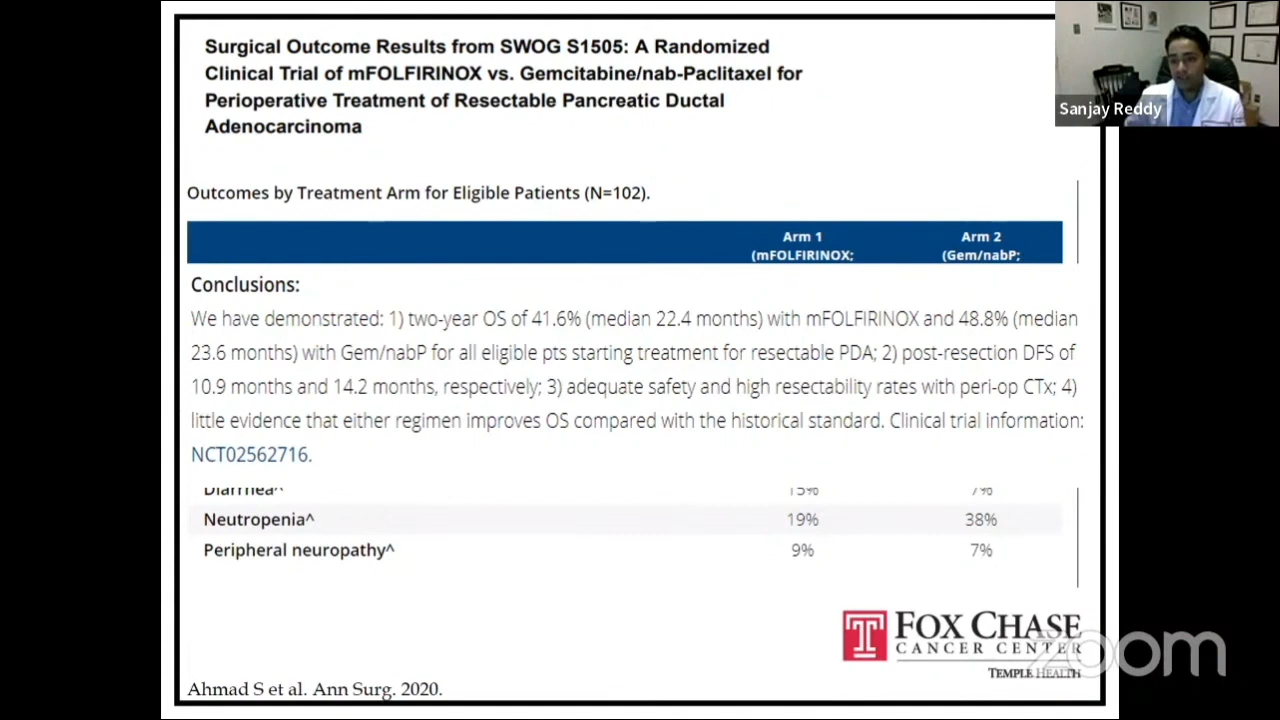 Surgical Outcome Results from SWOG S1505: A Randomized
Clinical Trial of mFOLFIRINOX vs. Gemcitabine/nab-Paclitaxel for
Perioperative Treatment of Resectable Pancreatic Ductal
Adenocarcinoma
Sanjay Reddy
Outcomes by Treatment Arm for Eligible Patients (N=102).
Arm 1 Arm 2
(mFOLFIRINOX; (Gem/nabP;
Conclusions:
We have demonstrated: 1) two-year OS of 41.6% (median 22.4 months) with mFOLFIRINOX and 48.8% (median
23.6 months) with Gem/nabP for all eligible pts starting treatment for resectable PDA; 2) post-resection DFS of
10.9 months and 14.2 months, respectively; 3) adequate safety and high resectability rates with peri-op CTx; 4)
little evidence that either regimen improves OS compared with the historical standard. Clinical trial information:
NCT02562716.
Diarrhea^ 15% 7%
Neutropenia^ 19% 38%
Peripheral neuropathy^ 9% 7%
FOX CHASE
CANCER CENTER
TEMPLE HEALTH
zoom
Ahmad S et al. Ann Surg. 2020.